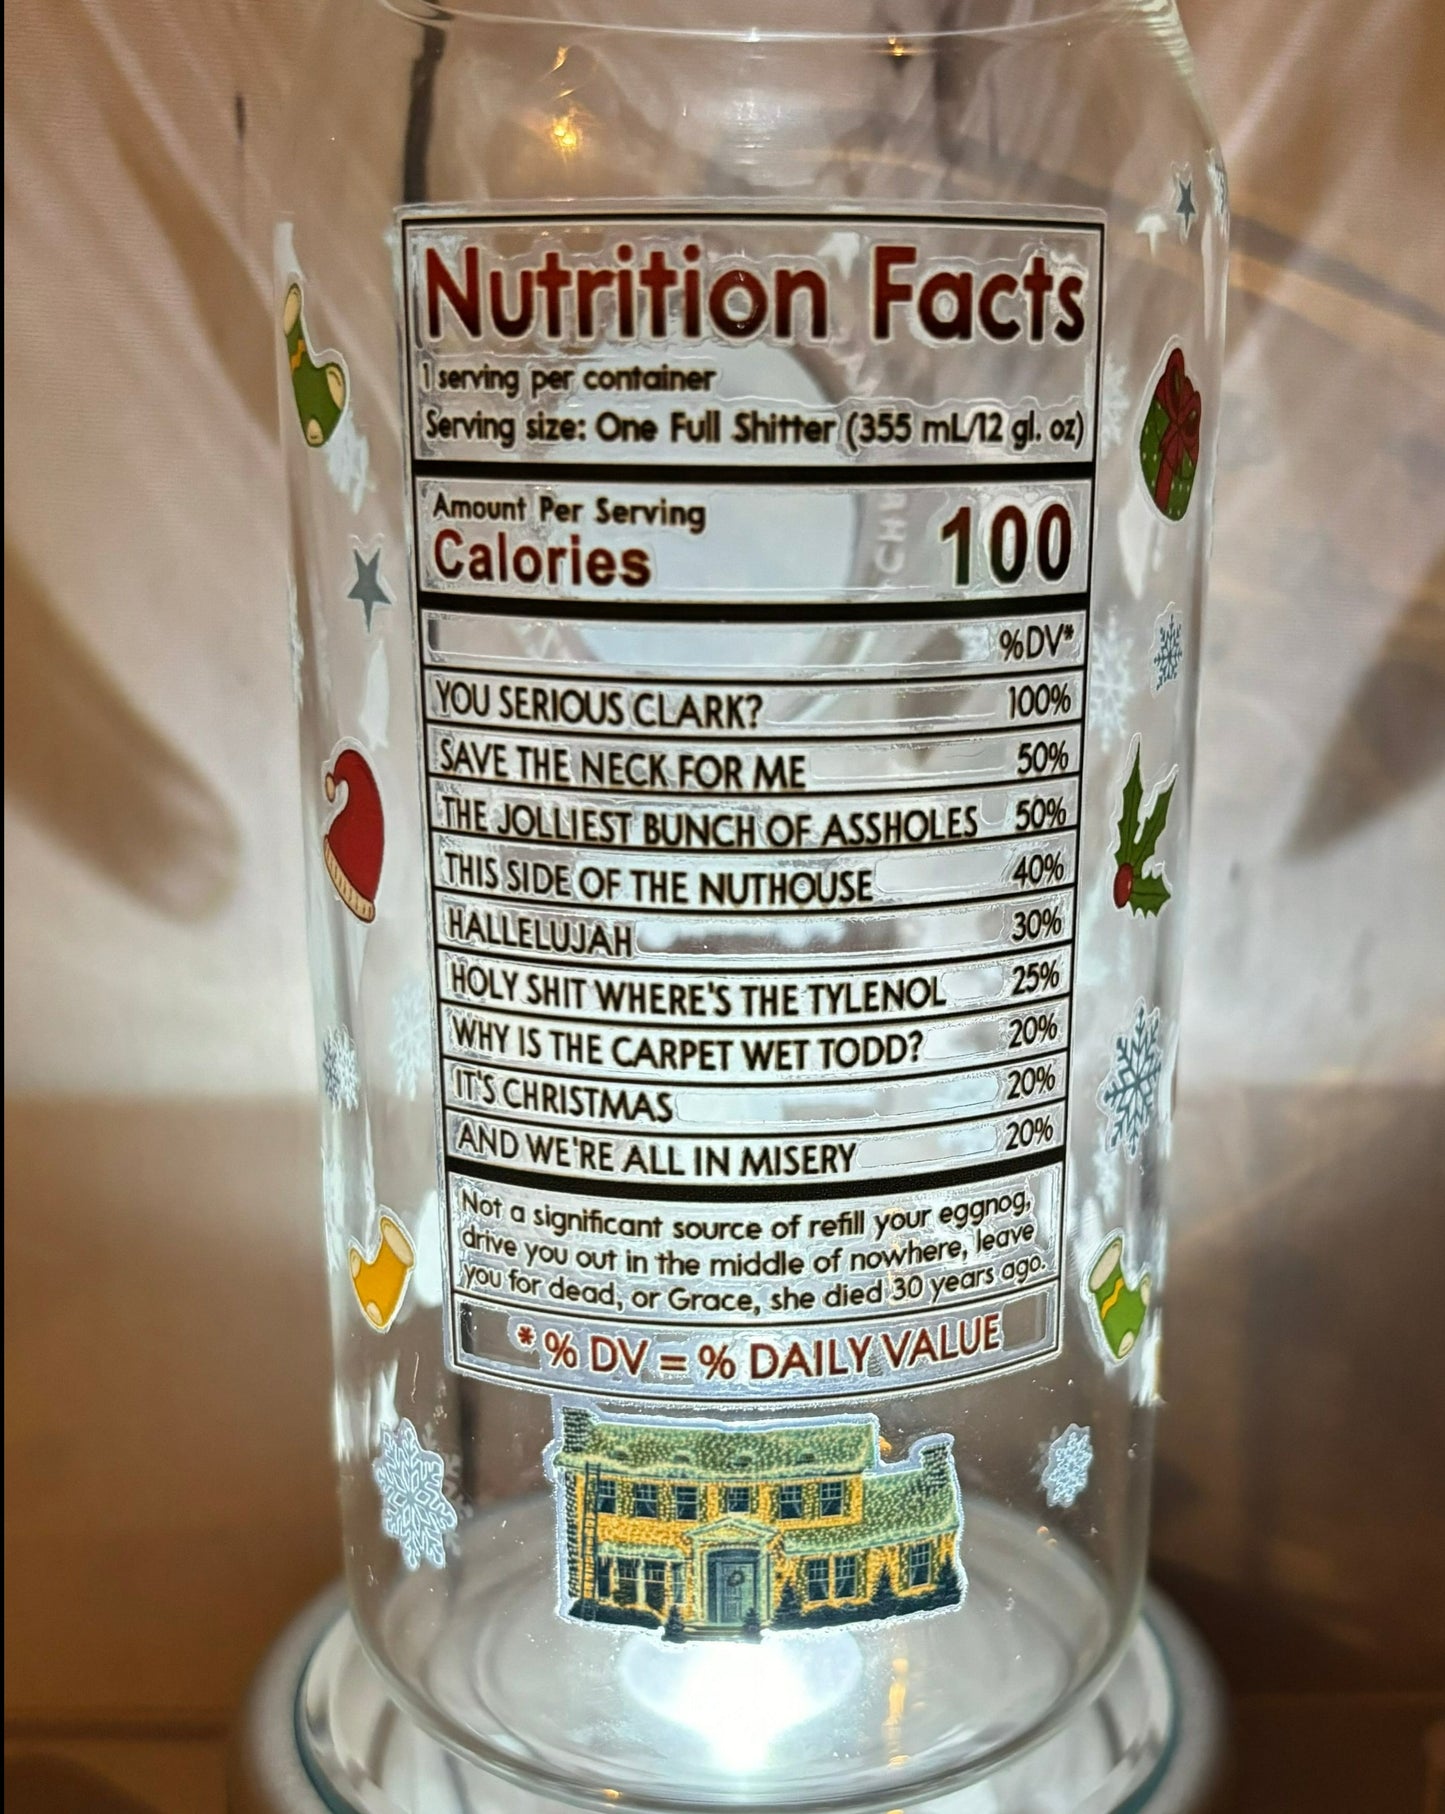 Nutrition Facts
1 serving per container
Serving size: One Full Shitter (355 mL/12 gl. oz)
Amount Per Serving
Calories 100
%DV*
YOU SERIOUS CLARK? 100%
SAVE THE NECK FOR ME 50%
THE JOLLIEST BUNCH OF ASSHOLES 50%
THIS SIDE OF THE NUTHOUSE 40%
HALLELUJAH 30%
HOLY SHIT WHERE'S THE TYLENOL 25%
WHY IS THE CARPET WET TODD? 20%
IT'S CHRISTMAS 20%
AND WE'RE ALL IN MISERY 20%
Not a significant source of refill your eggnog,
drive you out in the middle of nowhere, leave
you for dead, or Grace, she died 30 years ago.
* % DV = % DAILY VALUE